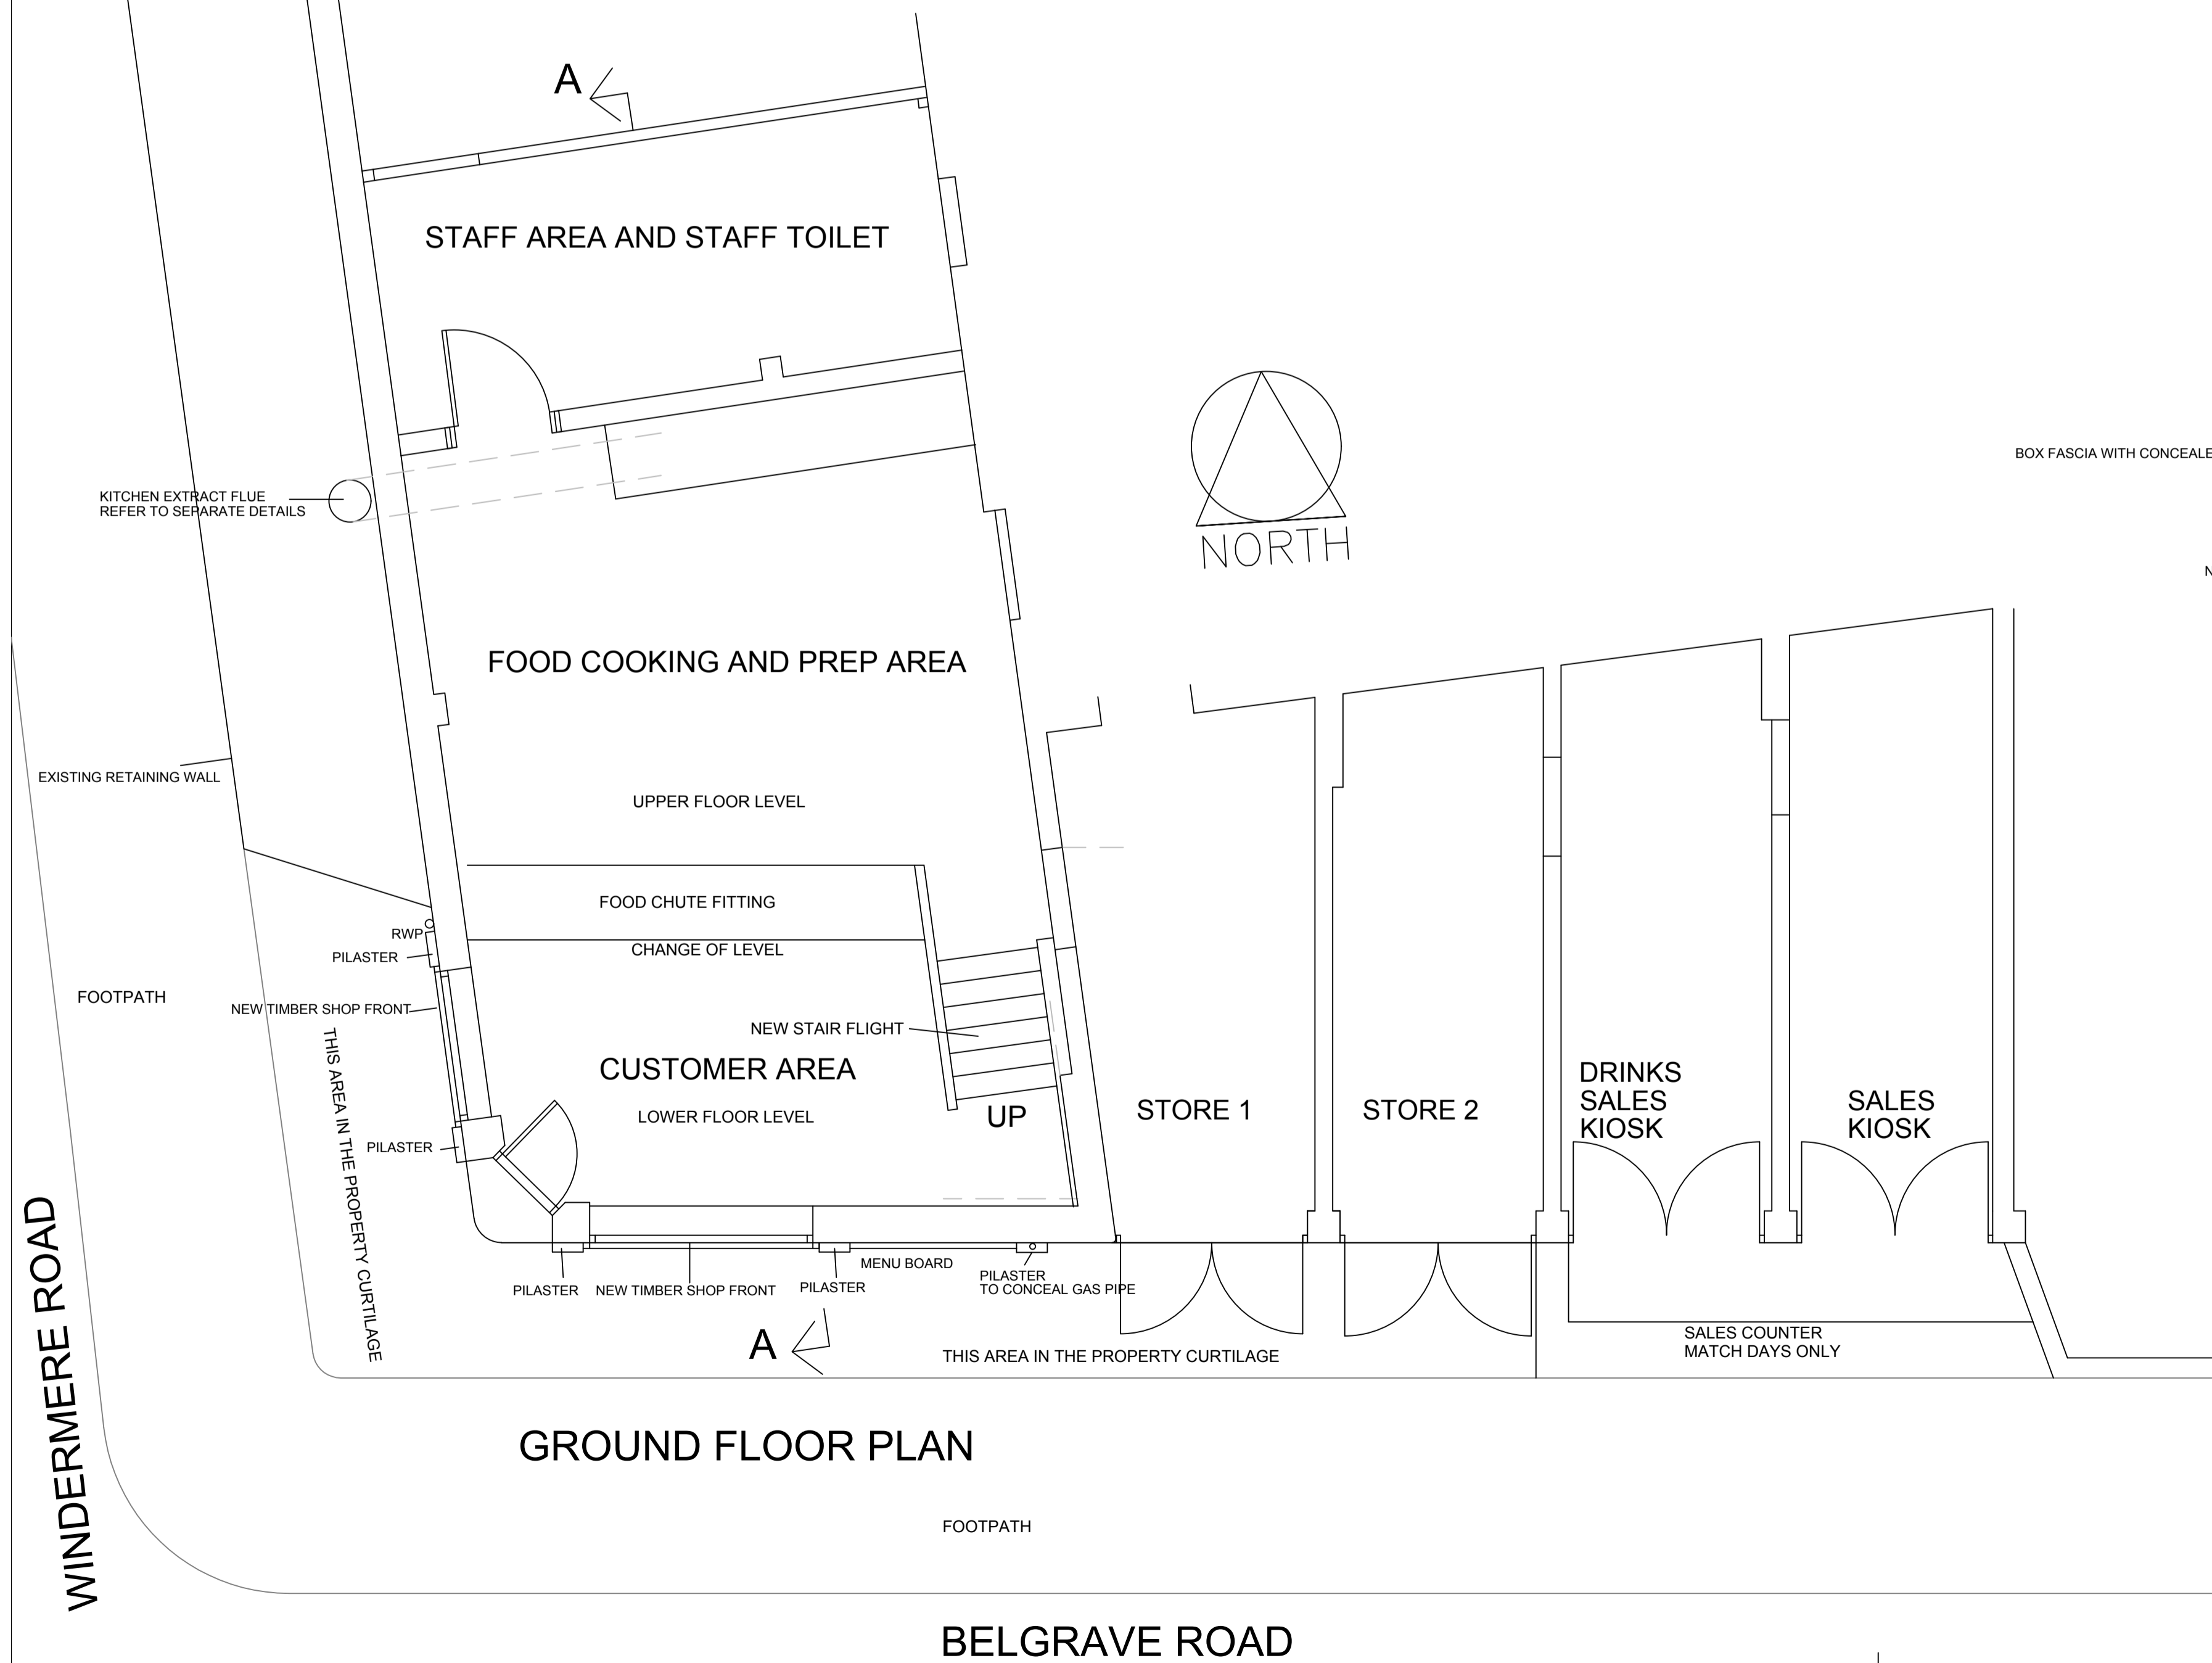 A
STAFF AREA AND STAFF TOILET
NORTH
BOX FASCIA WITH CONCEALE
KITCHEN EXTRACT FLUE
REFER TO SEPARATE DETAILS
N
FOOD COOKING AND PREP AREA
EXISTING RETAINING WALL
UPPER FLOOR LEVEL
FOOD CHUTE FITTING
RWP
CHANGE OF LEVEL
PILASTER
FOOTPATH
NEW TIMBER SHOP FRONT
NEW STAIR FLIGHT
CUSTOMER AREA
LOWER FLOOR LEVEL
UP
STORE 1
STORE 2
DRINKS
SALES
KIOSK
SALES
KIOSK
PILASTER
THIS AREA IN THE PROPERTY CURTILAGE
WINDERMERE ROAD
PILASTER
NEW TIMBER SHOP FRONT
PILASTER
MENU BOARD
PILASTER
TO CONCEAL GAS PIPE
A
THIS AREA IN THE PROPERTY CURTILAGE
SALES COUNTER
MATCH DAYS ONLY
GROUND FLOOR PLAN
FOOTPATH
BELGRAVE ROAD